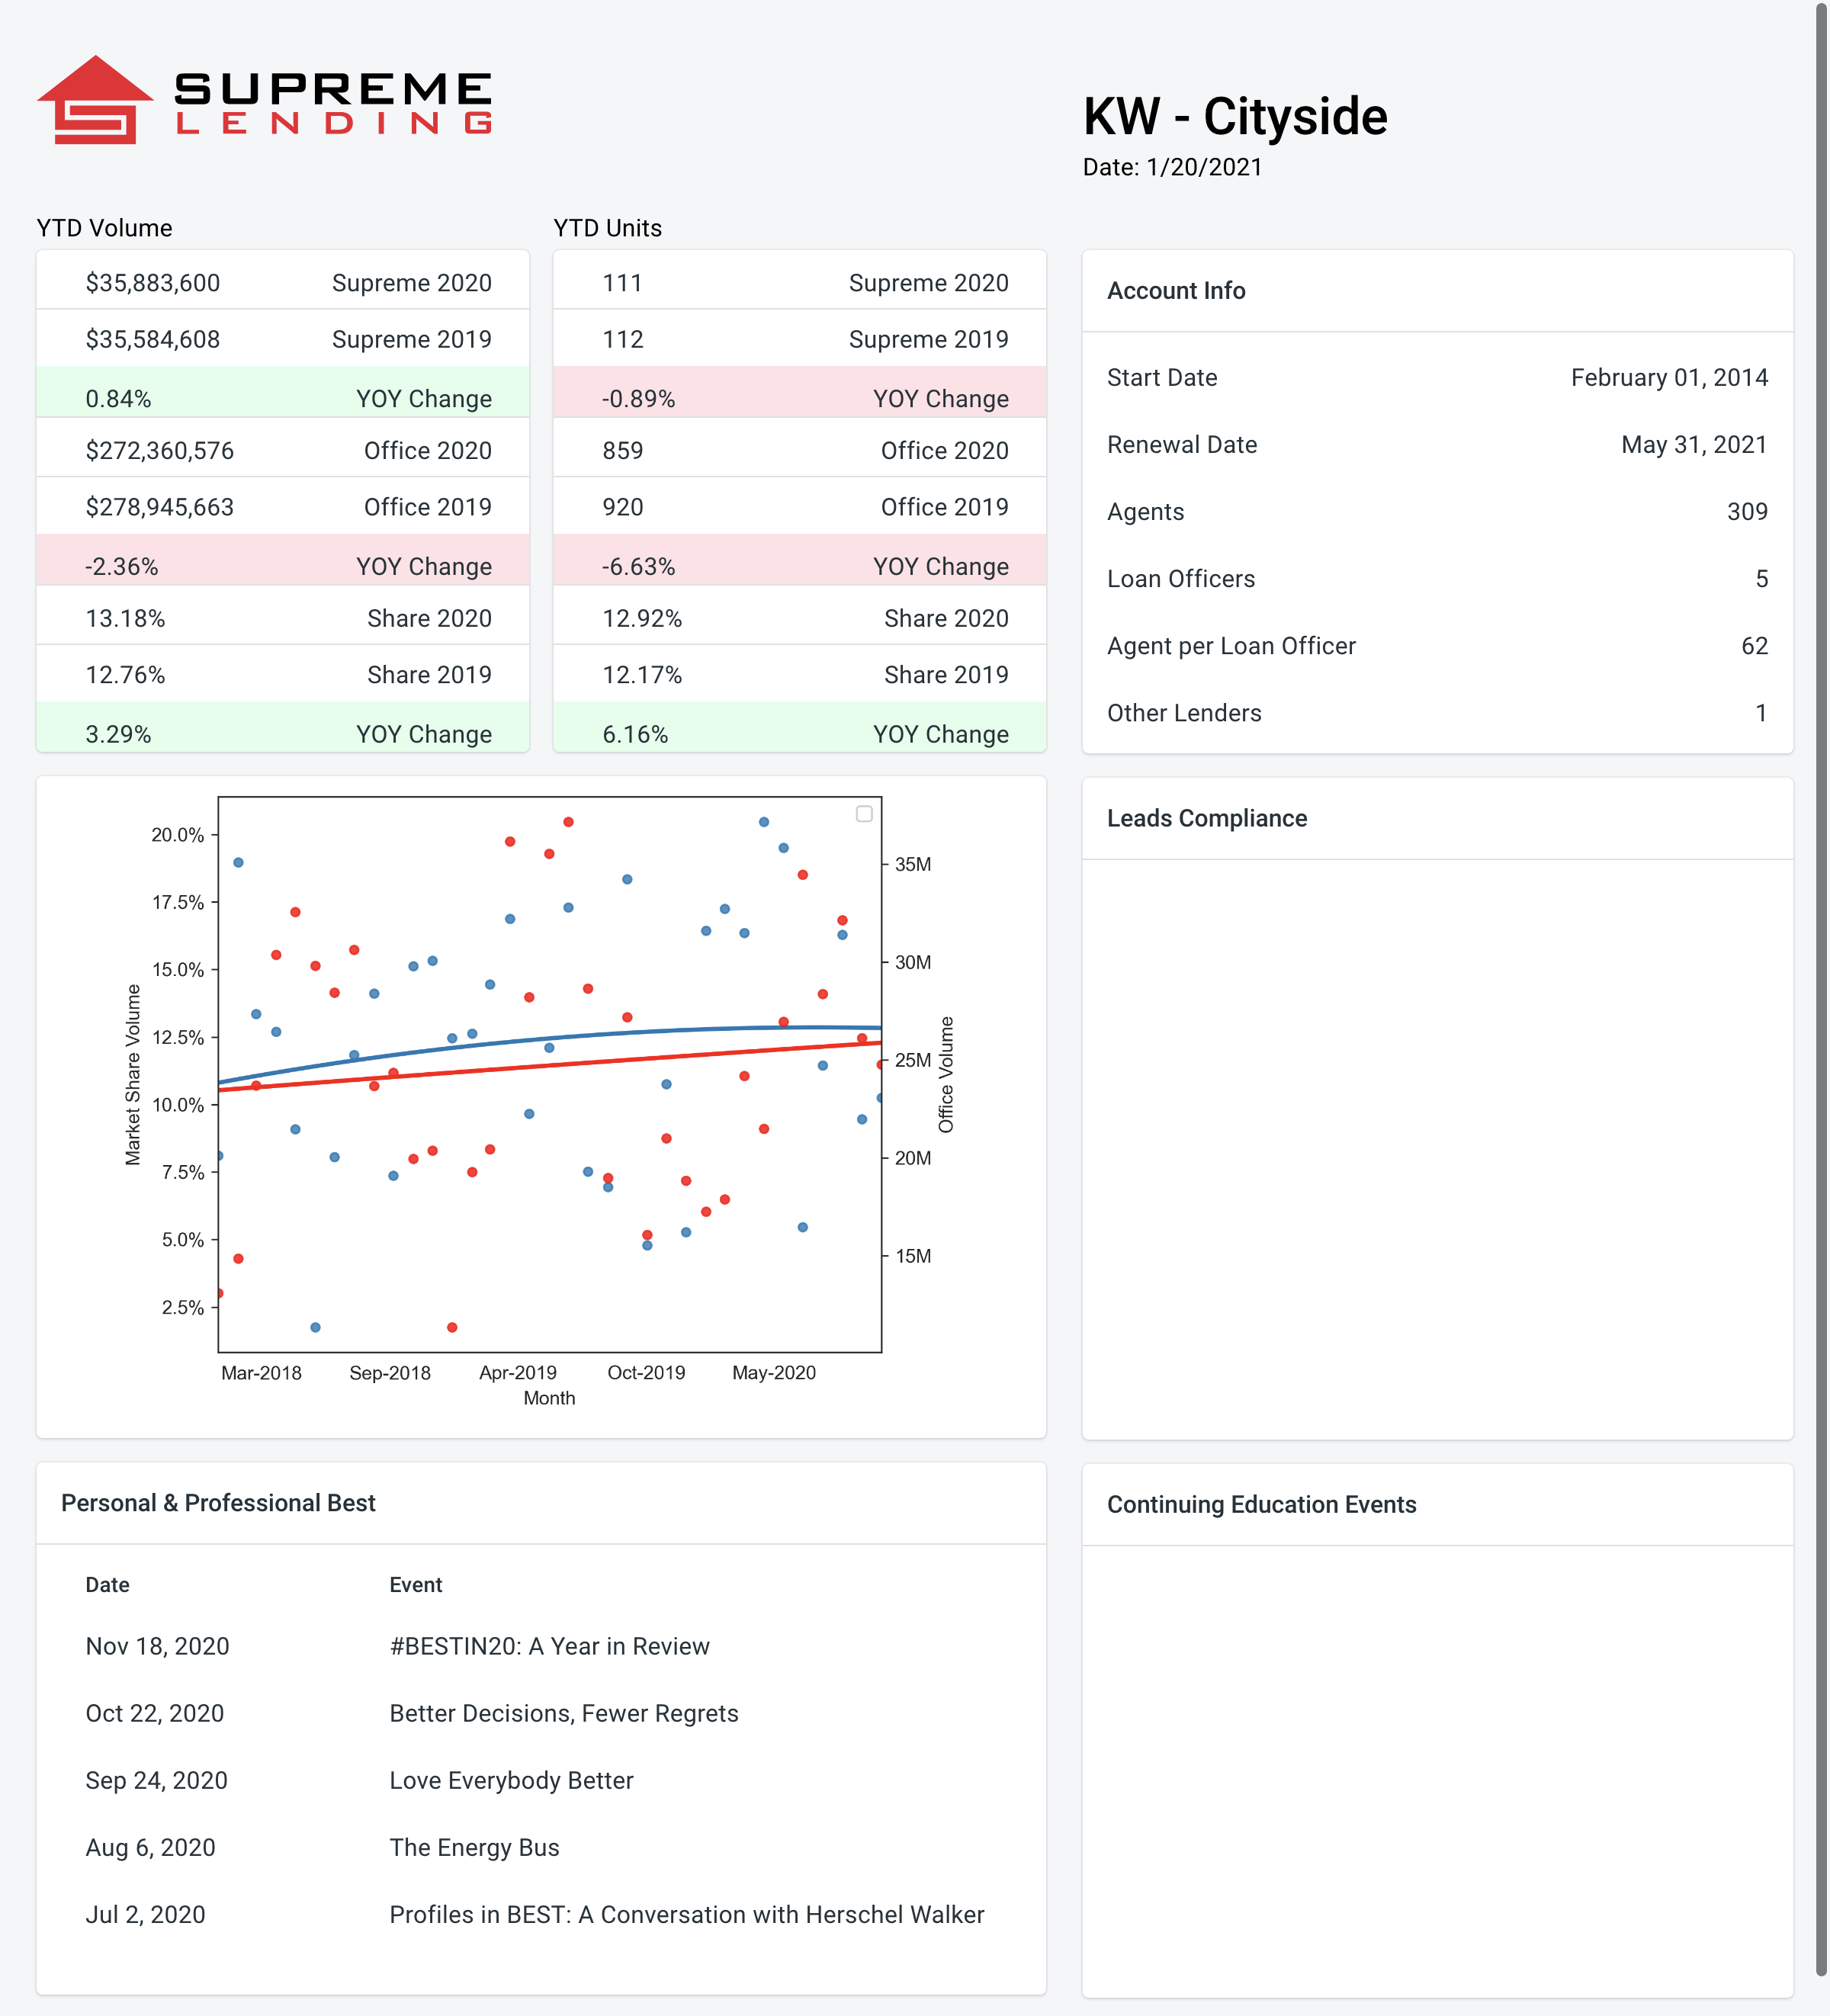 SUPREME
LENDING
KW - Cityside
Date: 1/20/2021
YTD Volume
$35,883,600 Supreme 2020
$35,584,608 Supreme 2019
0.84% YOY Change
$272,360,576 Office 2020
$278,945,663 Office 2019
-2.36% YOY Change
13.18% Share 2020
12.76% Share 2019
3.29% YOY Change
YTD Units
111 Supreme 2020
112 Supreme 2019
-0.89% YOY Change
859 Office 2020
920 Office 2019
-6.63% YOY Change
12.92% Share 2020
12.17% Share 2019
6.16% YOY Change
Account Info
Start Date February 01, 2014
Renewal Date May 31, 2021
Agents 309
Loan Officers 5
Agent per Loan Officer 62
Other Lenders 1
Market Share Volume
20.0%
17.5%
15.0%
12.5%
10.0%
7.5%
5.0%
2.5%
35M
30M
25M
20M
15M
Office Volume
Mar-2018 Sep-2018 Apr-2019 Oct-2019 May-2020
Month
Leads Compliance
Personal & Professional Best
Date Event
Nov 18, 2020 #BESTIN20: A Year in Review
Oct 22, 2020 Better Decisions, Fewer Regrets
Sep 24, 2020 Love Everybody Better
Aug 6, 2020 The Energy Bus
Jul 2, 2020 Profiles in BEST: A Conversation with Herschel Walker
Continuing Education Events